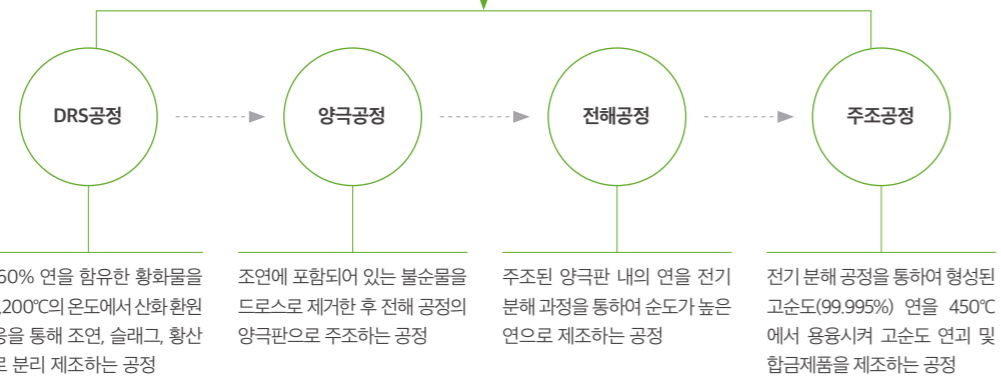 DRS공정
양극공정
전해공정
주조공정
60% 연을 함유한 황화물을
,200℃의 온도에서 산화환원
을 통해 조연, 슬래그, 황산
로 분리 제조하는 공정
조연에 포함되어 있는 불순물을
드로스로 제거한 후 전해 공정의
양극판으로 주조하는 공정
주조된 양극판 내의 연을 전기
분해 과정을 통하여 순도가 높은
연으로 제조하는 공정
전기 분해 공정을 통하여 형성된
고순도(99.995%) 연을 450℃
에서 용융시켜 고순도 연괴 및
합금제품을 제조하는 공정